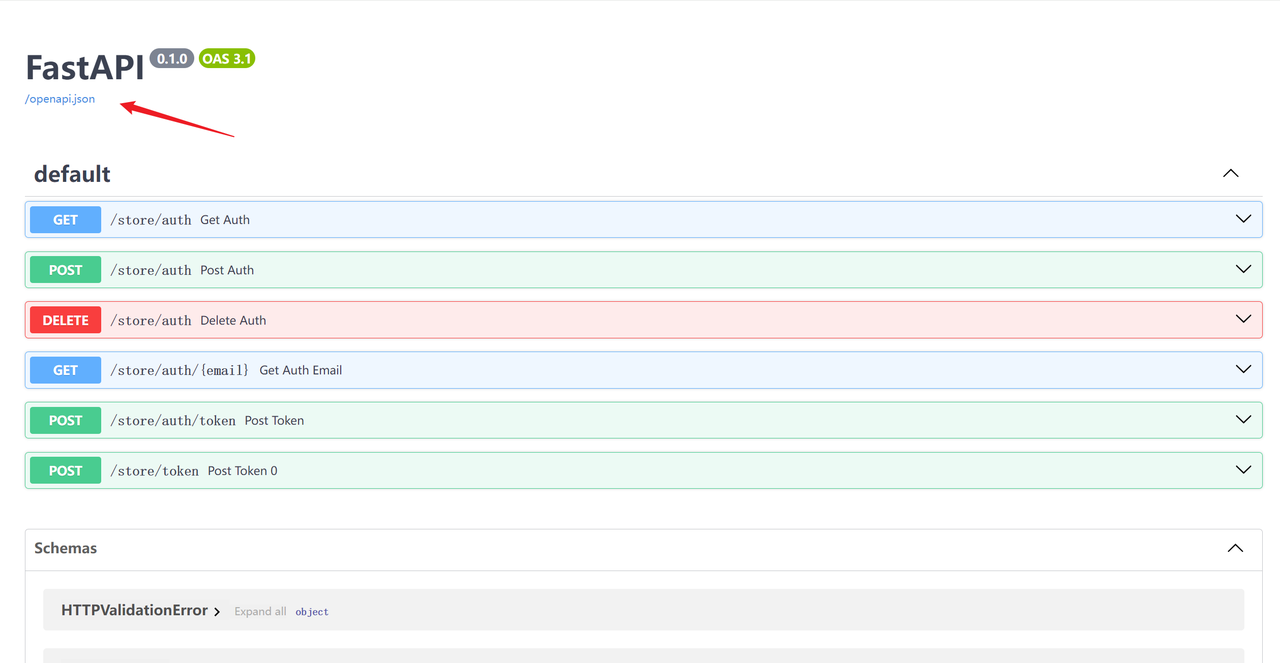 FastAPI 0.1.0 OAS 3.1
/openapi.json
default
GET /store/auth Get Auth
POST /store/auth Post Auth
DELETE /store/auth Delete Auth
GET /store/auth/{email} Get Auth Email
POST /store/auth/token Post Token
POST /store/token Post Token 0
Schemas
HTTPValidationError Expand all object